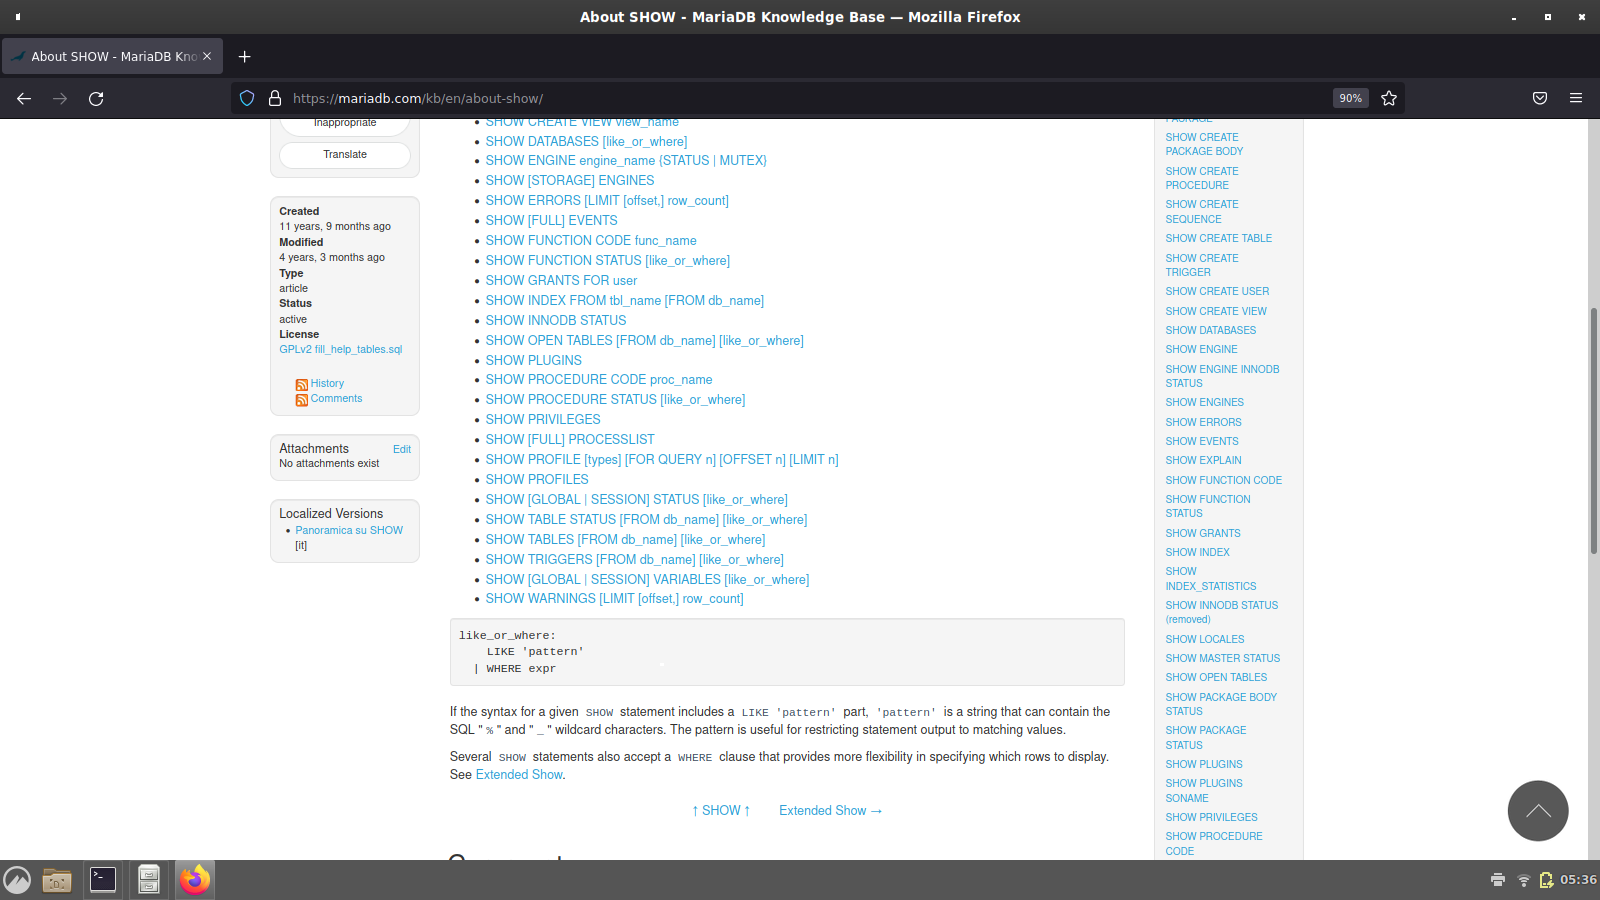 About SHOW - MariaDB Knowledge Base — Mozilla Firefox
About SHOW - MariaDB Kno
https://mariadb.com/kb/en/about-show/
90%
Inappropriate
Translate
Created
11 years, 9 months ago
Modified
4 years, 3 months ago
Type
article
Status
active
License
GPLv2 fill_help_tables.sql
History
Comments
Attachments Edit
No attachments exist
Localized Versions
• Panoramica su SHOW
[it]
• SHOW CREATE VIEW view_name
• SHOW DATABASES [like_or_where]
• SHOW ENGINE engine_name {STATUS | MUTEX}
• SHOW [STORAGE] ENGINES
• SHOW ERRORS [LIMIT [offset,] row_count]
• SHOW [FULL] EVENTS
• SHOW FUNCTION CODE func_name
• SHOW FUNCTION STATUS [like_or_where]
• SHOW GRANTS FOR user
• SHOW INDEX FROM tbl_name [FROM db_name]
• SHOW INNODB STATUS
• SHOW OPEN TABLES [FROM db_name] [like_or_where]
• SHOW PLUGINS
• SHOW PROCEDURE CODE proc_name
• SHOW PROCEDURE STATUS [like_or_where]
• SHOW PRIVILEGES
• SHOW [FULL] PROCESSLIST
• SHOW PROFILE [types] [FOR QUERY n] [OFFSET n] [LIMIT n]
• SHOW PROFILES
• SHOW [GLOBAL | SESSION] STATUS [like_or_where]
• SHOW TABLE STATUS [FROM db_name] [like_or_where]
• SHOW TABLES [FROM db_name] [like_or_where]
• SHOW TRIGGERS [FROM db_name] [like_or_where]
• SHOW [GLOBAL | SESSION] VARIABLES [like_or_where]
• SHOW WARNINGS [LIMIT [offset,] row_count]
like_or_where:
    LIKE 'pattern'
  | WHERE expr
If the syntax for a given SHOW statement includes a LIKE 'pattern' part, 'pattern' is a string that can contain the
SQL " % " and " _ " wildcard characters. The pattern is useful for restricting statement output to matching values.
Several SHOW statements also accept a WHERE clause that provides more flexibility in specifying which rows to display.
See Extended Show.
↑ SHOW ↑ Extended Show →
PACKAGE
SHOW CREATE
PACKAGE BODY
SHOW CREATE
PROCEDURE
SHOW CREATE
SEQUENCE
SHOW CREATE TABLE
SHOW CREATE
TRIGGER
SHOW CREATE USER
SHOW CREATE VIEW
SHOW DATABASES
SHOW ENGINE
SHOW ENGINE INNODB
STATUS
SHOW ENGINES
SHOW ERRORS
SHOW EVENTS
SHOW EXPLAIN
SHOW FUNCTION CODE
SHOW FUNCTION
STATUS
SHOW GRANTS
SHOW INDEX
SHOW
INDEX_STATISTICS
SHOW INNODB STATUS
(removed)
SHOW LOCALES
SHOW MASTER STATUS
SHOW OPEN TABLES
SHOW PACKAGE BODY
STATUS
SHOW PACKAGE
STATUS
SHOW PLUGINS
SHOW PLUGINS
SONAME
SHOW PRIVILEGES
SHOW PROCEDURE
CODE
05:36